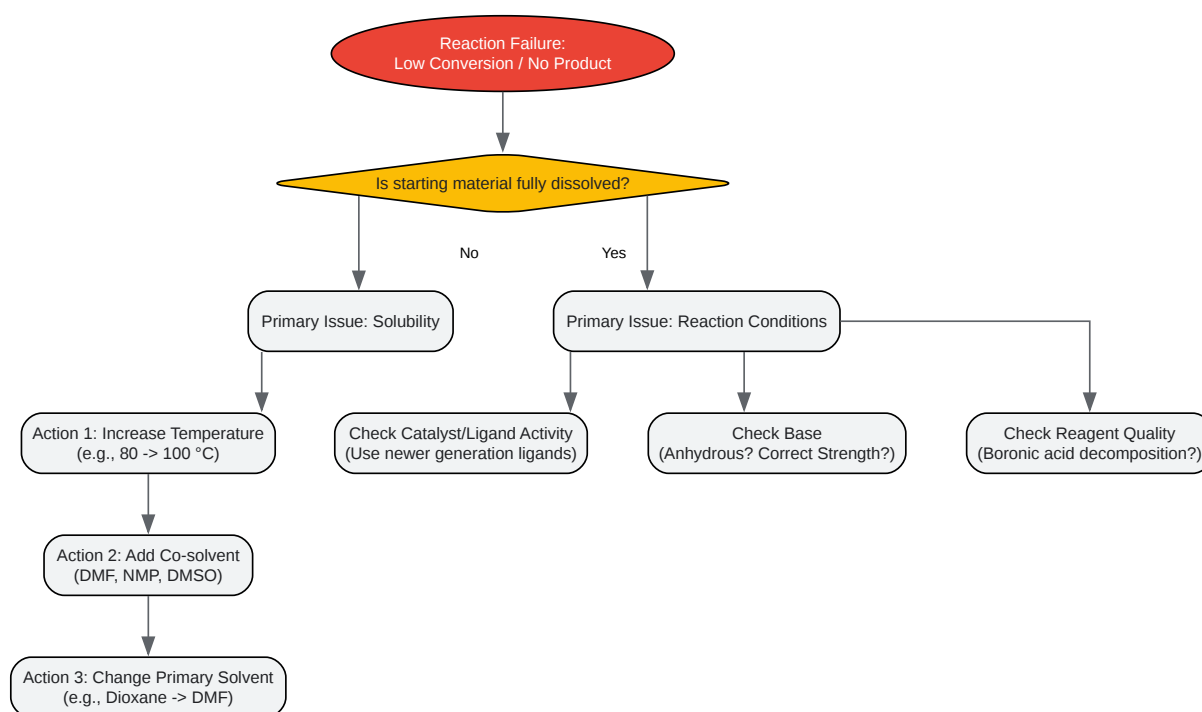 Reaction Failure:
Low Conversion / No Product
Is starting material fully dissolved?
No
Yes
Primary Issue: Solubility
Primary Issue: Reaction Conditions
Action 1: Increase Temperature
(e.g., 80 -> 100 °C)
Check Catalyst/Ligand Activity
(Use newer generation ligands)
Check Base
(Anhydrous? Correct Strength?)
Check Reagent Quality
(Boronic acid decomposition?)
Action 2: Add Co-solvent
(DMF, NMP, DMSO)
Action 3: Change Primary Solvent
(e.g., Dioxane -> DMF)